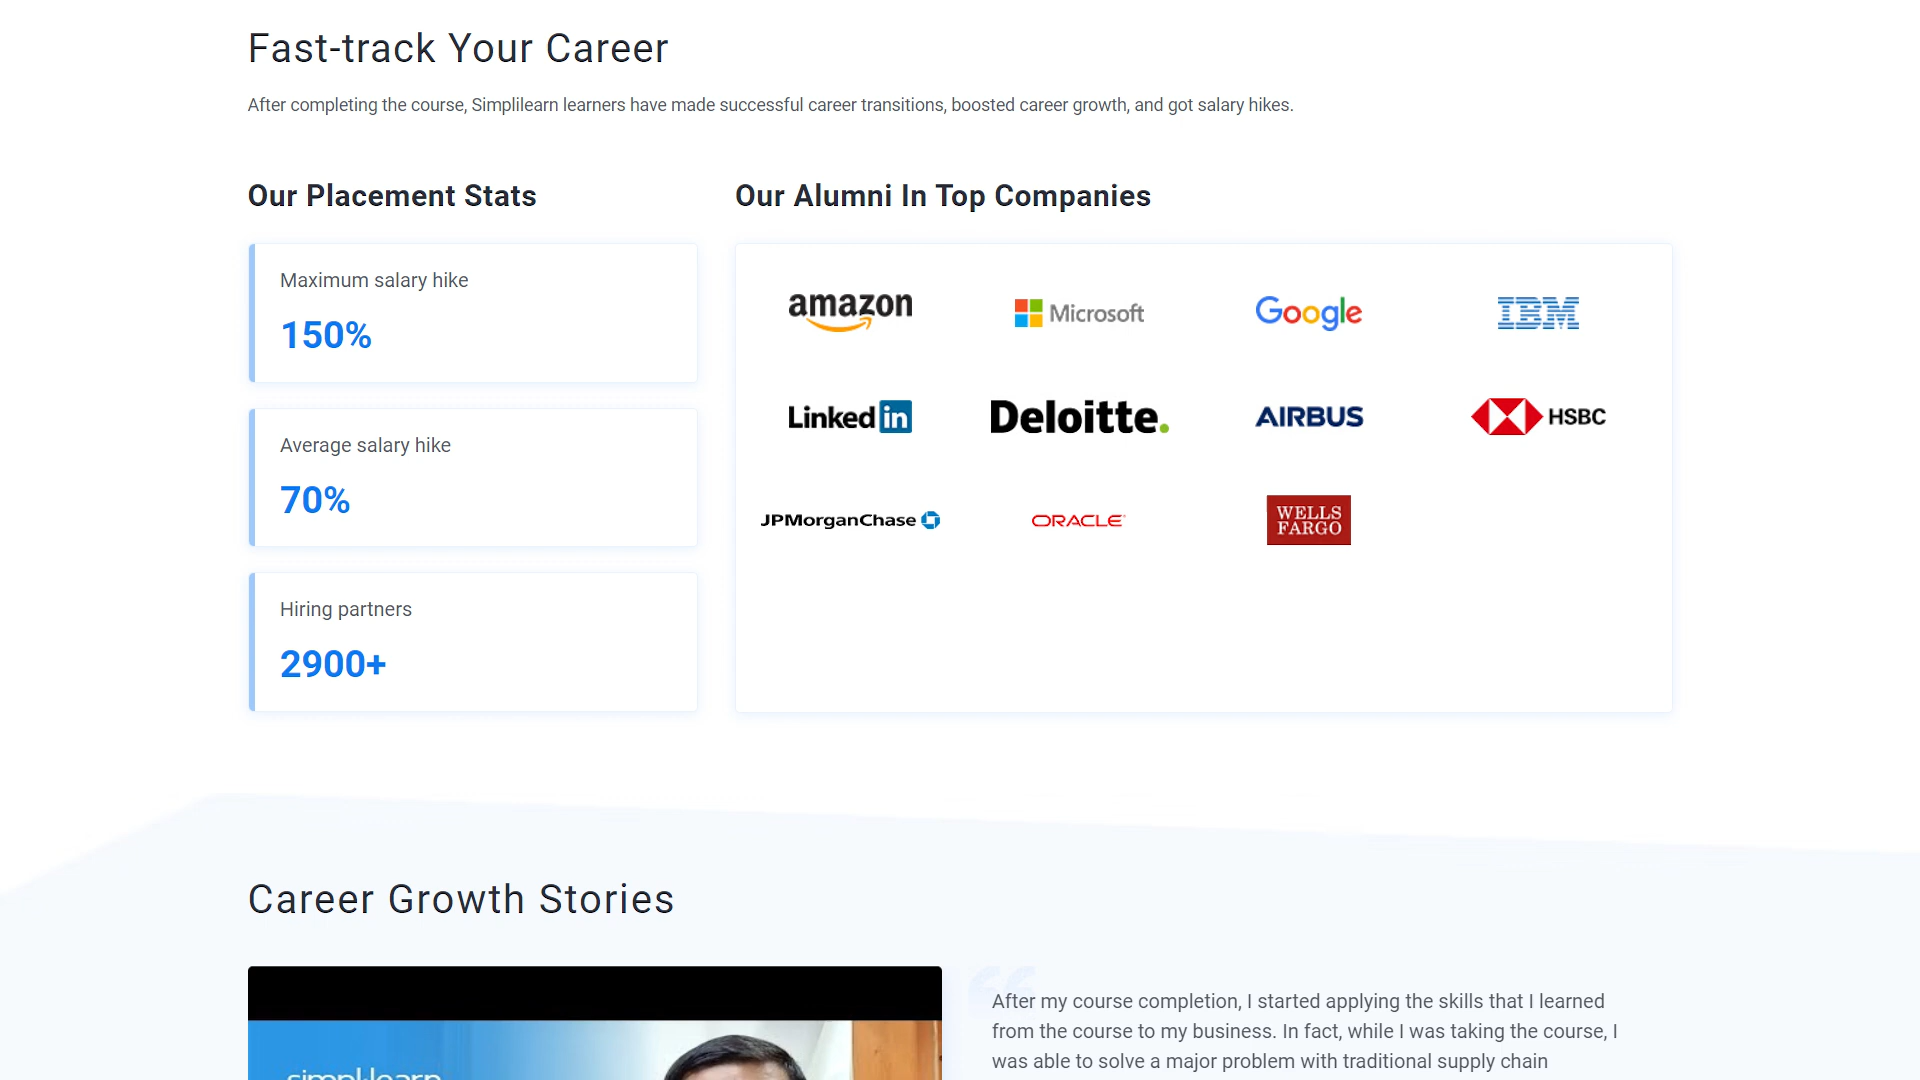 Fast-track Your Career
After completing the course, Simplilearn learners have made successful career transitions, boosted career growth, and got salary hikes.
Our Placement Stats
Maximum salary hike
150%
Average salary hike
70%
Hiring partners
2900+
Our Alumni In Top Companies
amazon
Microsoft
Google
IBM
Linked in
Deloitte.
AIRBUS
HSBC
JPMorganChase
ORACLE
WELLS
FARGO
Career Growth Stories
simplilearn
After my course completion, I started applying the skills that I learned
from the course to my business. In fact, while I was taking the course, I
was able to solve a major problem with traditional supply chain